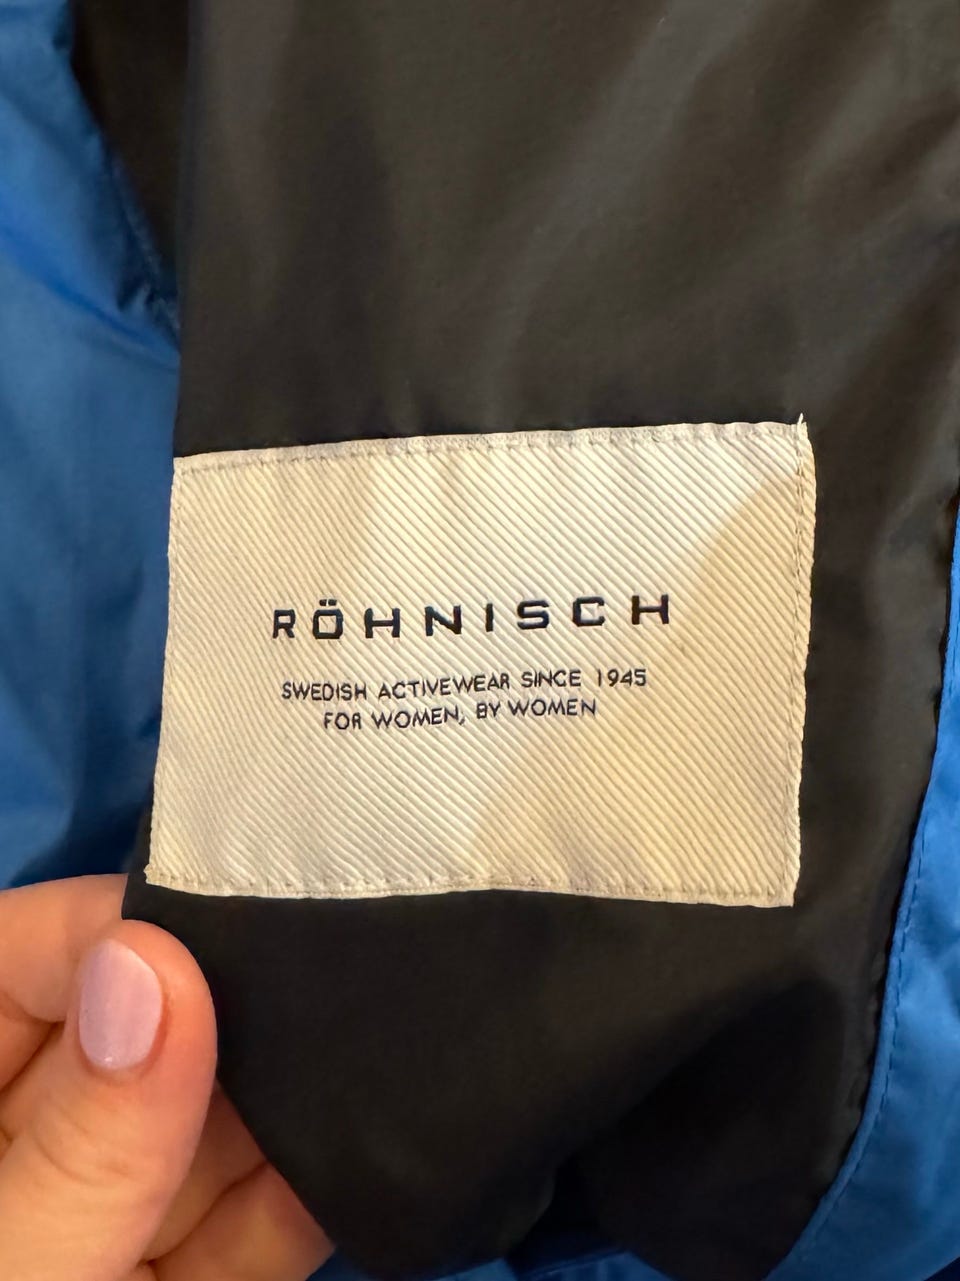 RÖHNISCH
SWEDISH ACTIVEWEAR SINCE 1945
FOR WOMEN, BY WOMEN